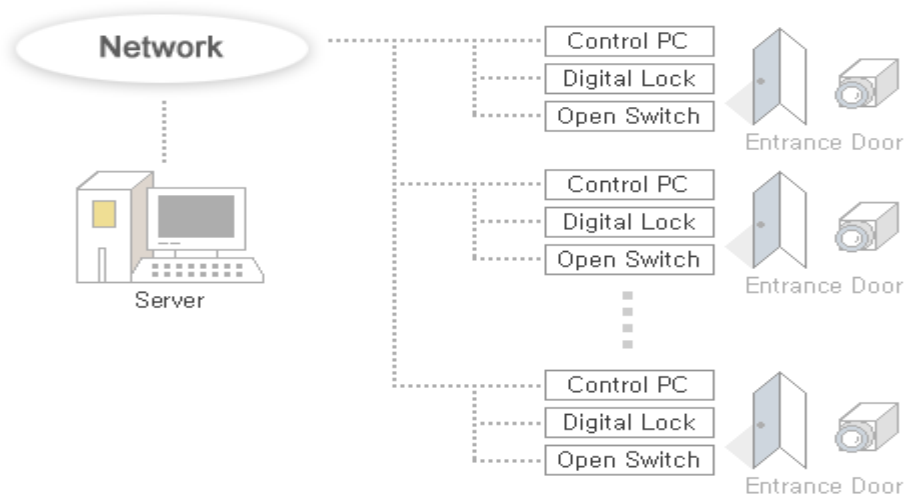 Network
Server
Control PC
Digital Lock
Open Switch
Entrance Door
Control PC
Digital Lock
Open Switch
Entrance Door
Control PC
Digital Lock
Open Switch
Entrance Door